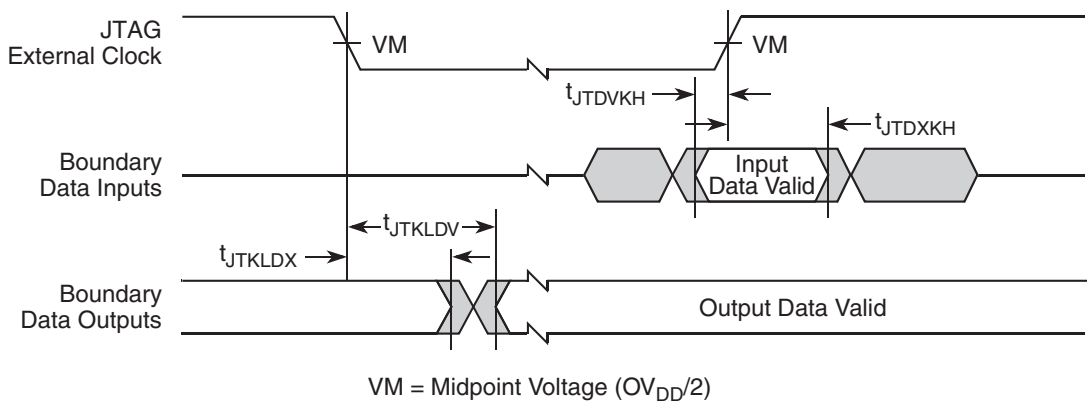 JTAG
External Clock
VM
VM
tJTDVKH
tJTDXKH
Boundary
Data Inputs
Input
Data Valid
tJTKLDV
tJTKLDX
Boundary
Data Outputs
Output Data Valid
VM = Midpoint Voltage (OVDD/2)